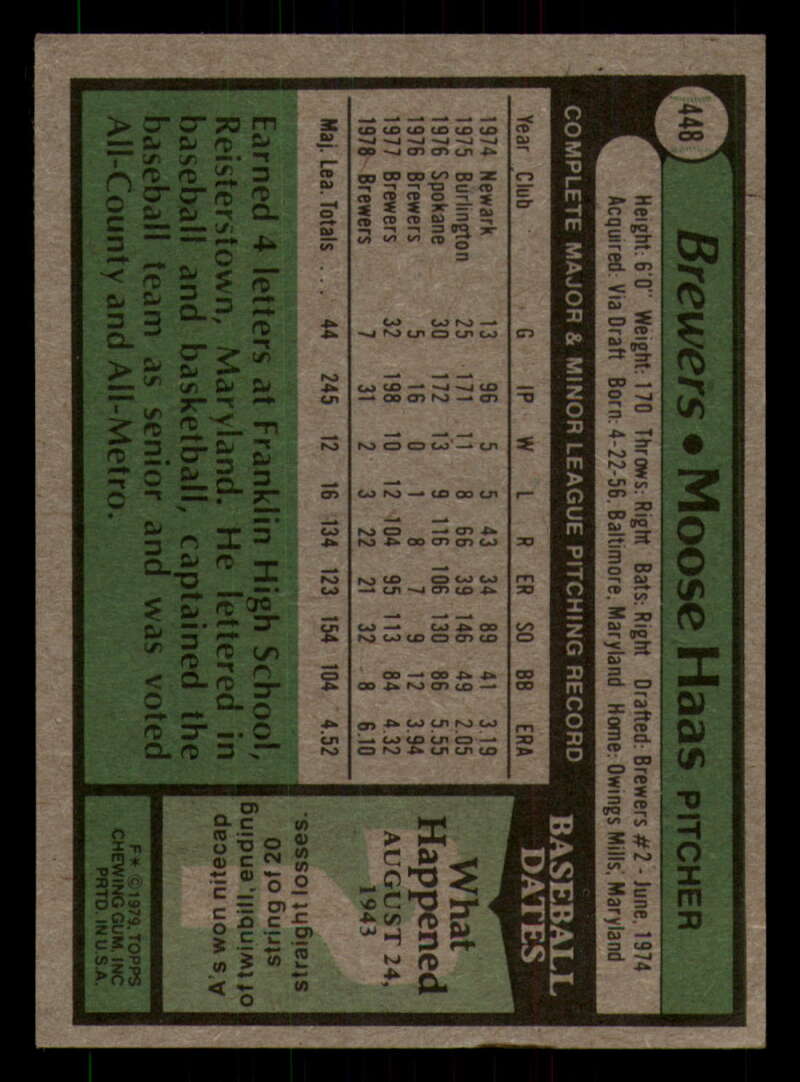 448
Brewers • Moose Haas PITCHER
Height: 6'0" Weight: 170 Throws: Right Bats: Right Drafted: Brewers #2 - June, 1974
Acquired: Via Draft Born: 4-22-56, Baltimore, Maryland Home: Owings Mills, Maryland
COMPLETE MAJOR & MINOR LEAGUE PITCHING RECORD
Year Club G IP W L R ER SO BB ERA
1974 Newark 13 96 5 5 43 34 89 41 3.19
1975 Burlington 25 171 11 8 66 39 146 49 2.05
1976 Spokane 30 172 13 9 116 106 130 86 5.55
1976 Brewers 5 16 0 1 8 7 9 12 3.94
1977 Brewers 32 198 10 12 104 95 113 84 4.32
1978 Brewers 7 31 2 3 22 21 32 8 6.10
Maj. Lea. Totals . . . . 44 245 12 16 134 123 154 104 4.52
Earned 4 letters at Franklin High School,
Reisterstown, Maryland. He lettered in
baseball and basketball, captained the
baseball team as senior and was voted
All-County and All-Metro.
BASEBALL
DATES
What
Happened
AUGUST 24,
1943
A's won nitecap
of twinbill, ending
string of 20
straight losses.
F* © 1979 TOPPS
CHEWING GUM, INC.
PRTD. IN U.S.A.